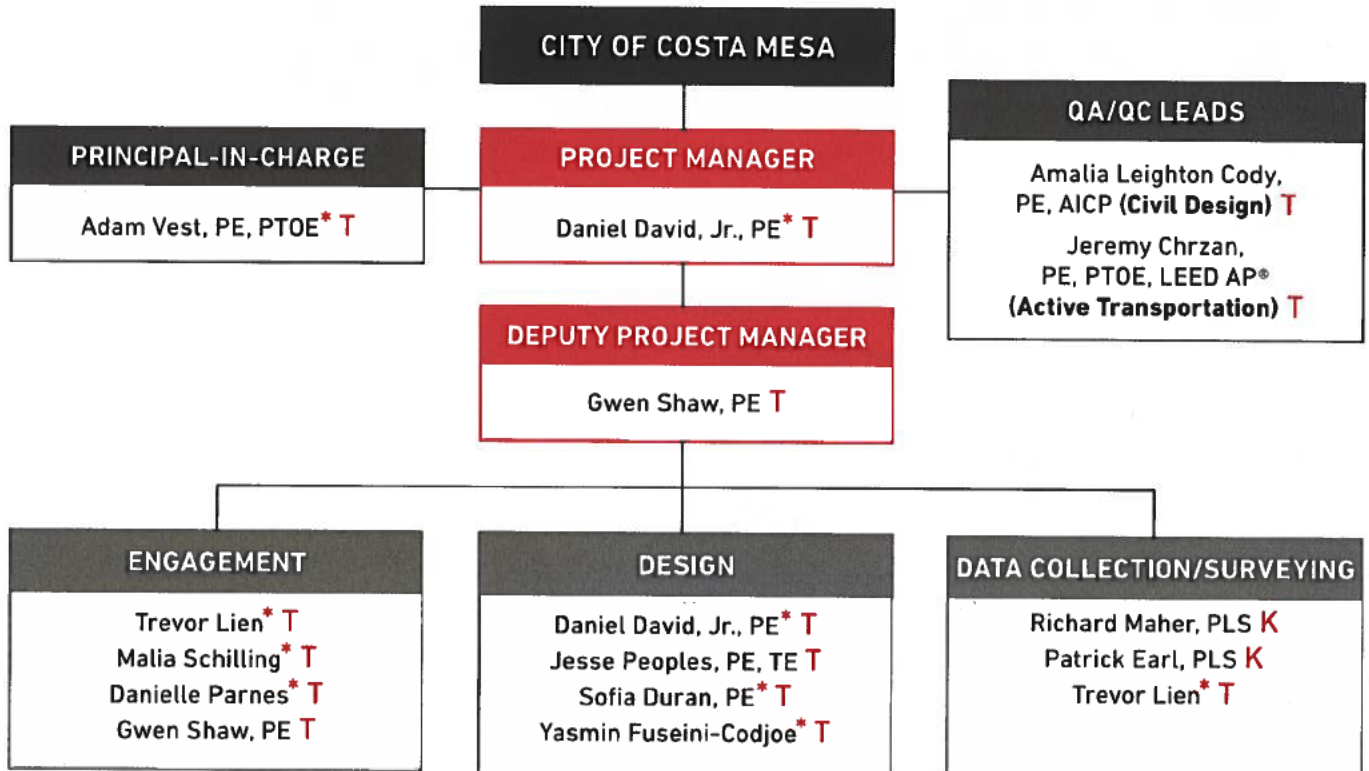 CITY OF COSTA MESA
PRINCIPAL-IN-CHARGE
Adam Vest, PE, PTOE* T
PROJECT MANAGER
Daniel David, Jr., PE* T
QA/QC LEADS
Amalia Leighton Cody,
PE, AICP (Civil Design) T
Jeremy Chrzan,
PE, PTOE, LEED AP®
(Active Transportation) T
DEPUTY PROJECT MANAGER
Gwen Shaw, PE T
ENGAGEMENT
Trevor Lien* T
Malia Schilling* T
Danielle Parnes* T
Gwen Shaw, PE T
DESIGN
Daniel David, Jr., PE* T
Jesse Peoples, PE, TE T
Sofia Duran, PE* T
Yasmin Fuseini-Codjoe* T
DATA COLLECTION/SURVEYING
Richard Maher, PLS K
Patrick Earl, PLS K
Trevor Lien* T